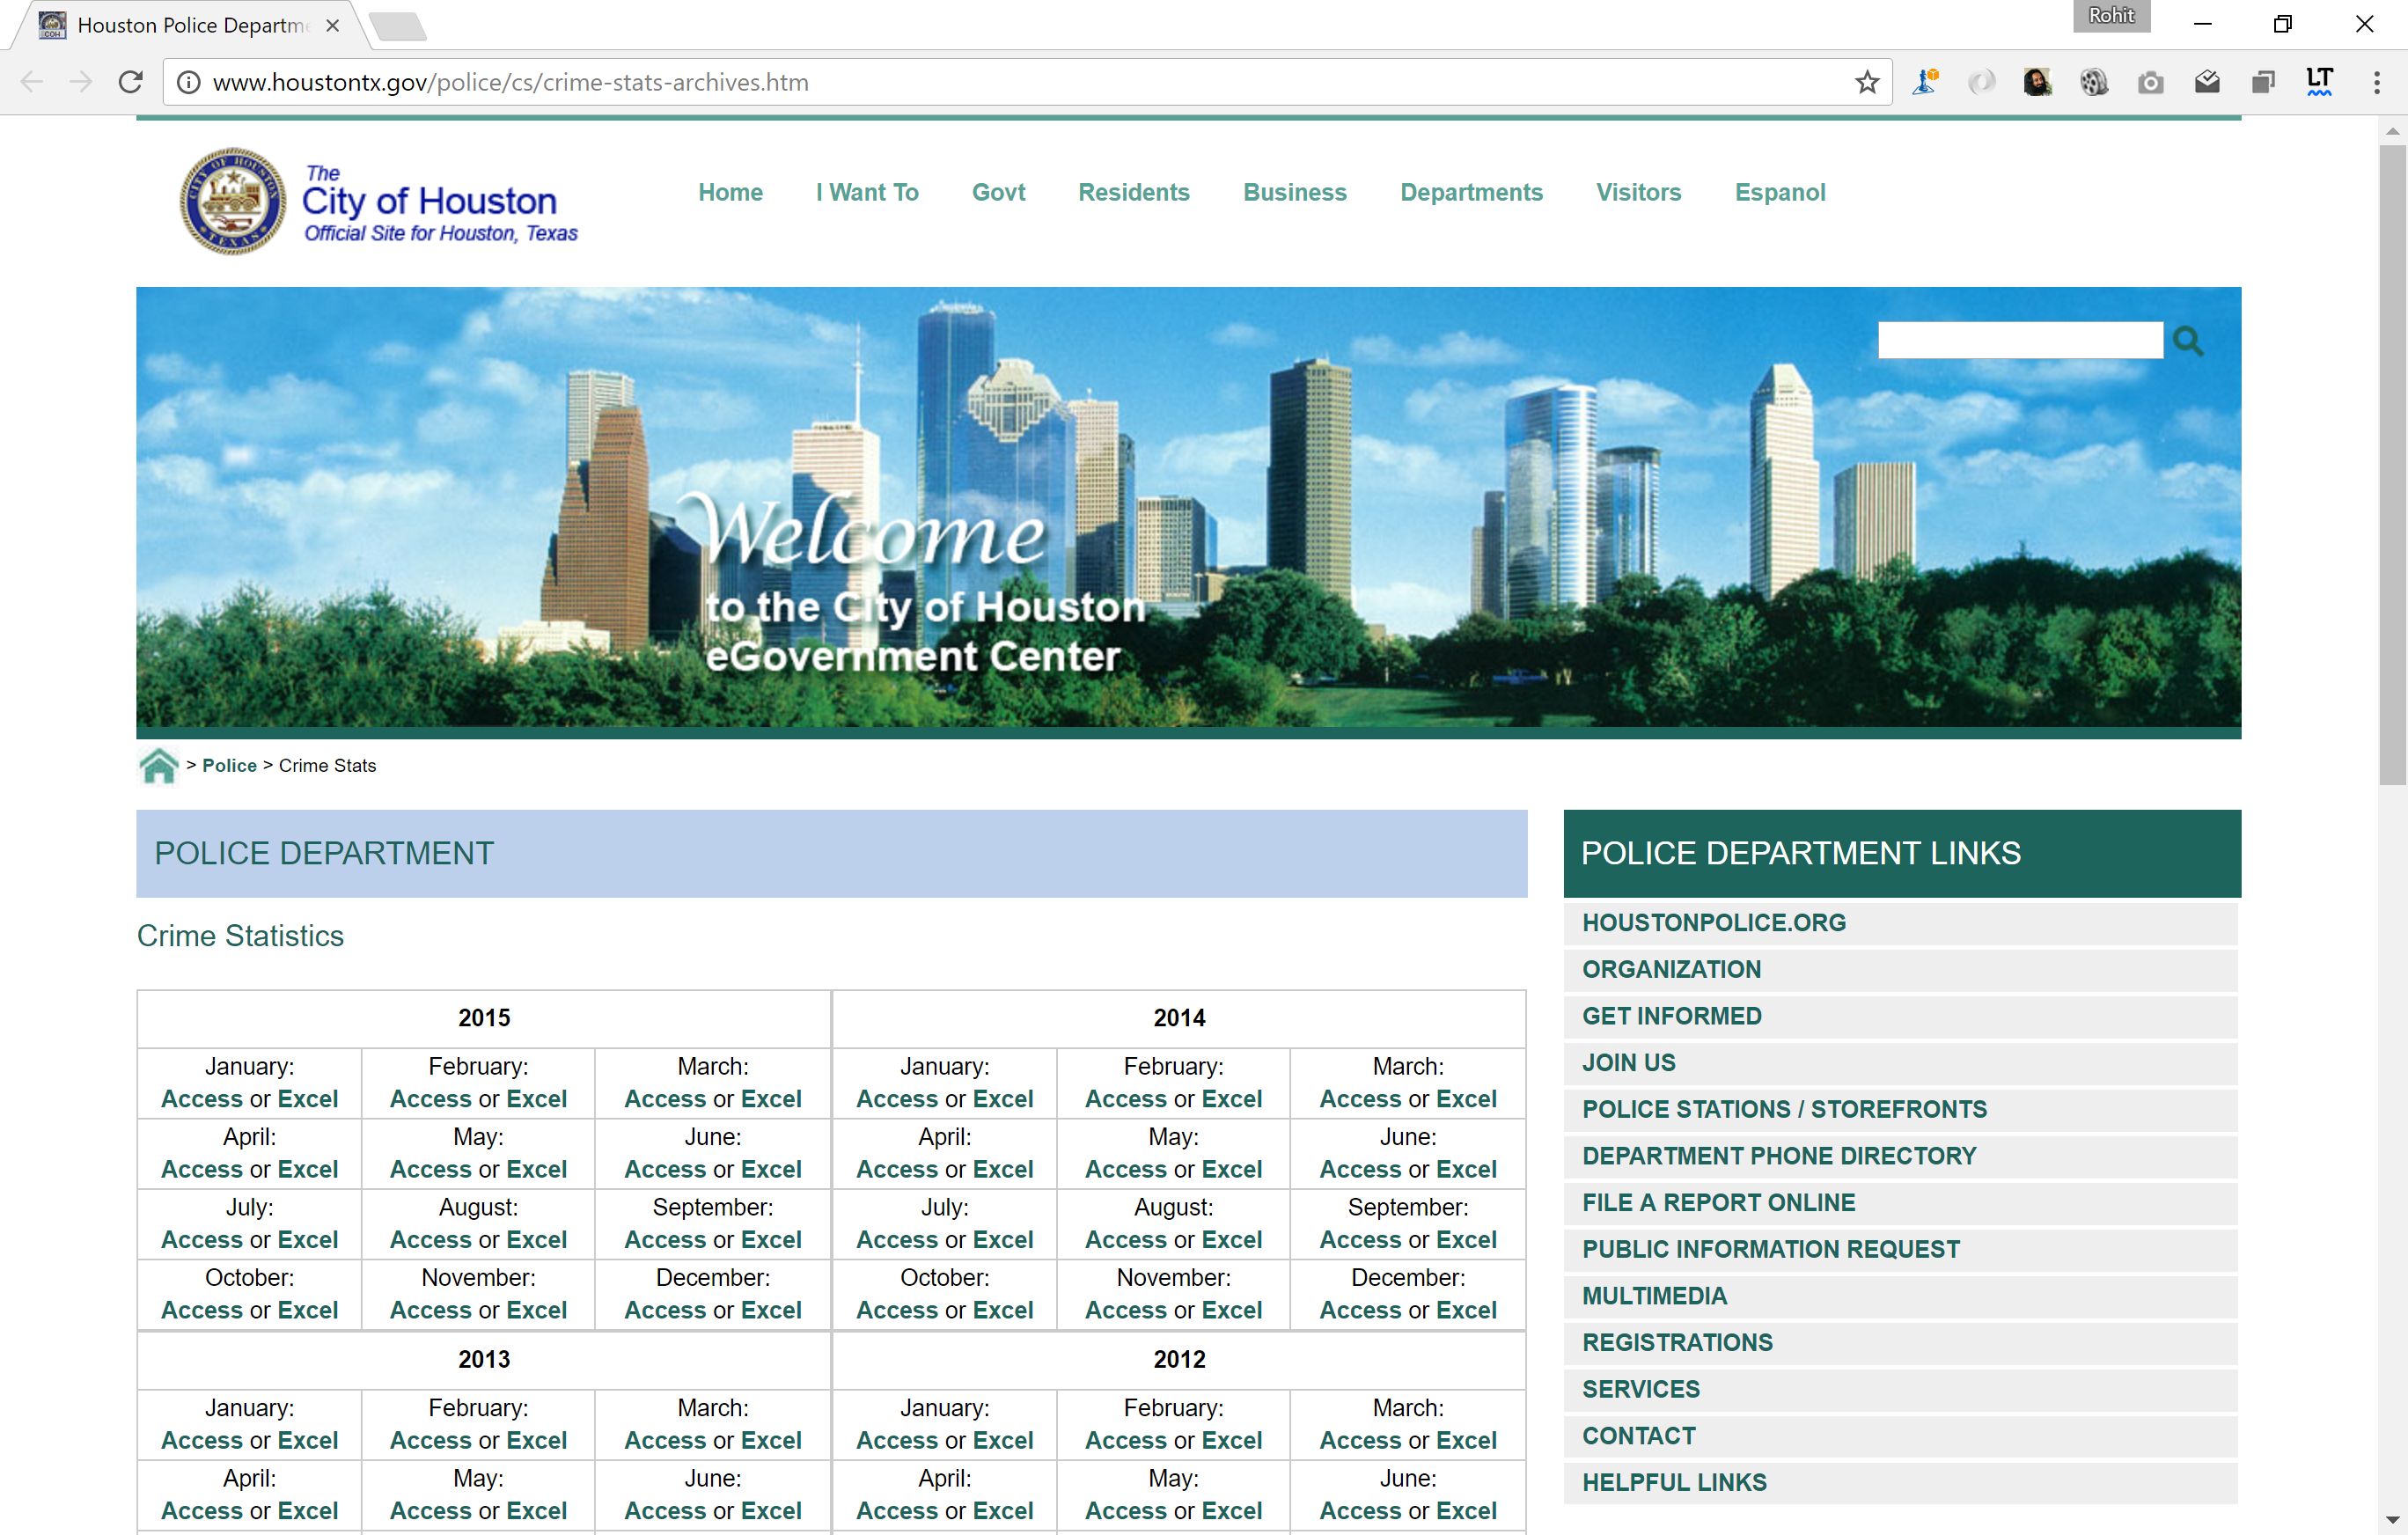 Houston Police Departme
Rohit
www.houstontx.gov/police/cs/crime-stats-archives.htm
LT
The
City of Houston
Official Site for Houston, Texas
Home I Want To Govt Residents Business Departments Visitors Espanol
Welcome
to the City of Houston
eGovernment Center
> Police > Crime Stats
POLICE DEPARTMENT
Crime Statistics
2015 2014
January: February: March: January: February: March:
Access or Excel Access or Excel Access or Excel Access or Excel Access or Excel Access or Excel
April: May: June: April: May: June:
Access or Excel Access or Excel Access or Excel Access or Excel Access or Excel Access or Excel
July: August: September: July: August: September:
Access or Excel Access or Excel Access or Excel Access or Excel Access or Excel Access or Excel
October: November: December: October: November: December:
Access or Excel Access or Excel Access or Excel Access or Excel Access or Excel Access or Excel
2013 2012
January: February: March: January: February: March:
Access or Excel Access or Excel Access or Excel Access or Excel Access or Excel Access or Excel
April: May: June: April: May: June:
Access or Excel Access or Excel Access or Excel Access or Excel Access or Excel Access or Excel
POLICE DEPARTMENT LINKS
HOUSTONPOLICE.ORG
ORGANIZATION
GET INFORMED
JOIN US
POLICE STATIONS / STOREFRONTS
DEPARTMENT PHONE DIRECTORY
FILE A REPORT ONLINE
PUBLIC INFORMATION REQUEST
MULTIMEDIA
REGISTRATIONS
SERVICES
CONTACT
HELPFUL LINKS